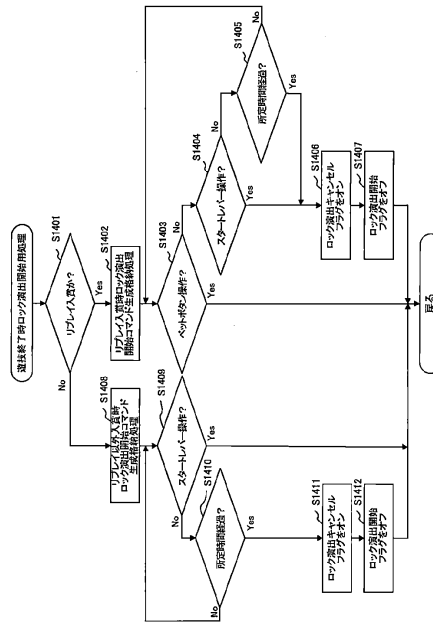 遊技終了時ロック演出開始用処理
S1401
リプレイ入賞か?
No
Yes
S1402
リプレイ入賞時ロック演出
開始コマンド生成格納処理
S1403
ベットボタン操作?
No
Yes
S1404
スタートレバー操作?
No
Yes
S1405
所定時間経過?
No
Yes
S1406
ロック演出キャンセル
フラグをオン
S1407
ロック演出開始
フラグをオフ
S1408
リプレイ以外入賞時
ロック演出開始コマンド
生成格納処理
S1409
スタートレバー操作?
No
Yes
S1410
所定時間経過?
No
Yes
S1411
ロック演出キャンセル
フラグをオン
S1412
ロック演出開始
フラグをオフ
戻る